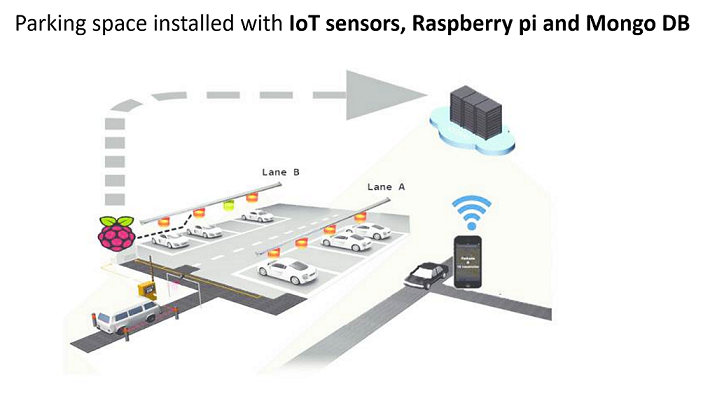 Parking space installed with IoT sensors, Raspberry pi and Mongo DB
Lane B
Lane A